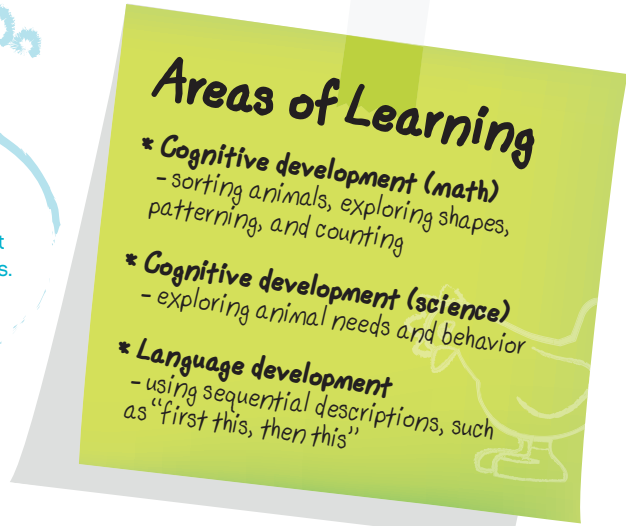 Areas of Learning
* Cognitive development (math)
- sorting animals, exploring shapes,
patterning, and counting
* Cognitive development (science)
- exploring animal needs and behavior
* Language development
- using sequential descriptions, such
as “first this, then this”